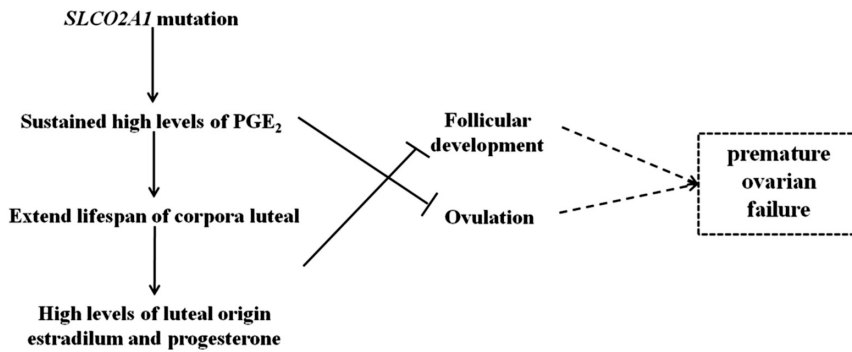 SLCO2A1 mutation
Sustained high levels of PGE₂
Extend lifespan of corpora luteal
High levels of luteal origin
estradilum and progesterone
Follicular
development
Ovulation
premature
ovarian
failure